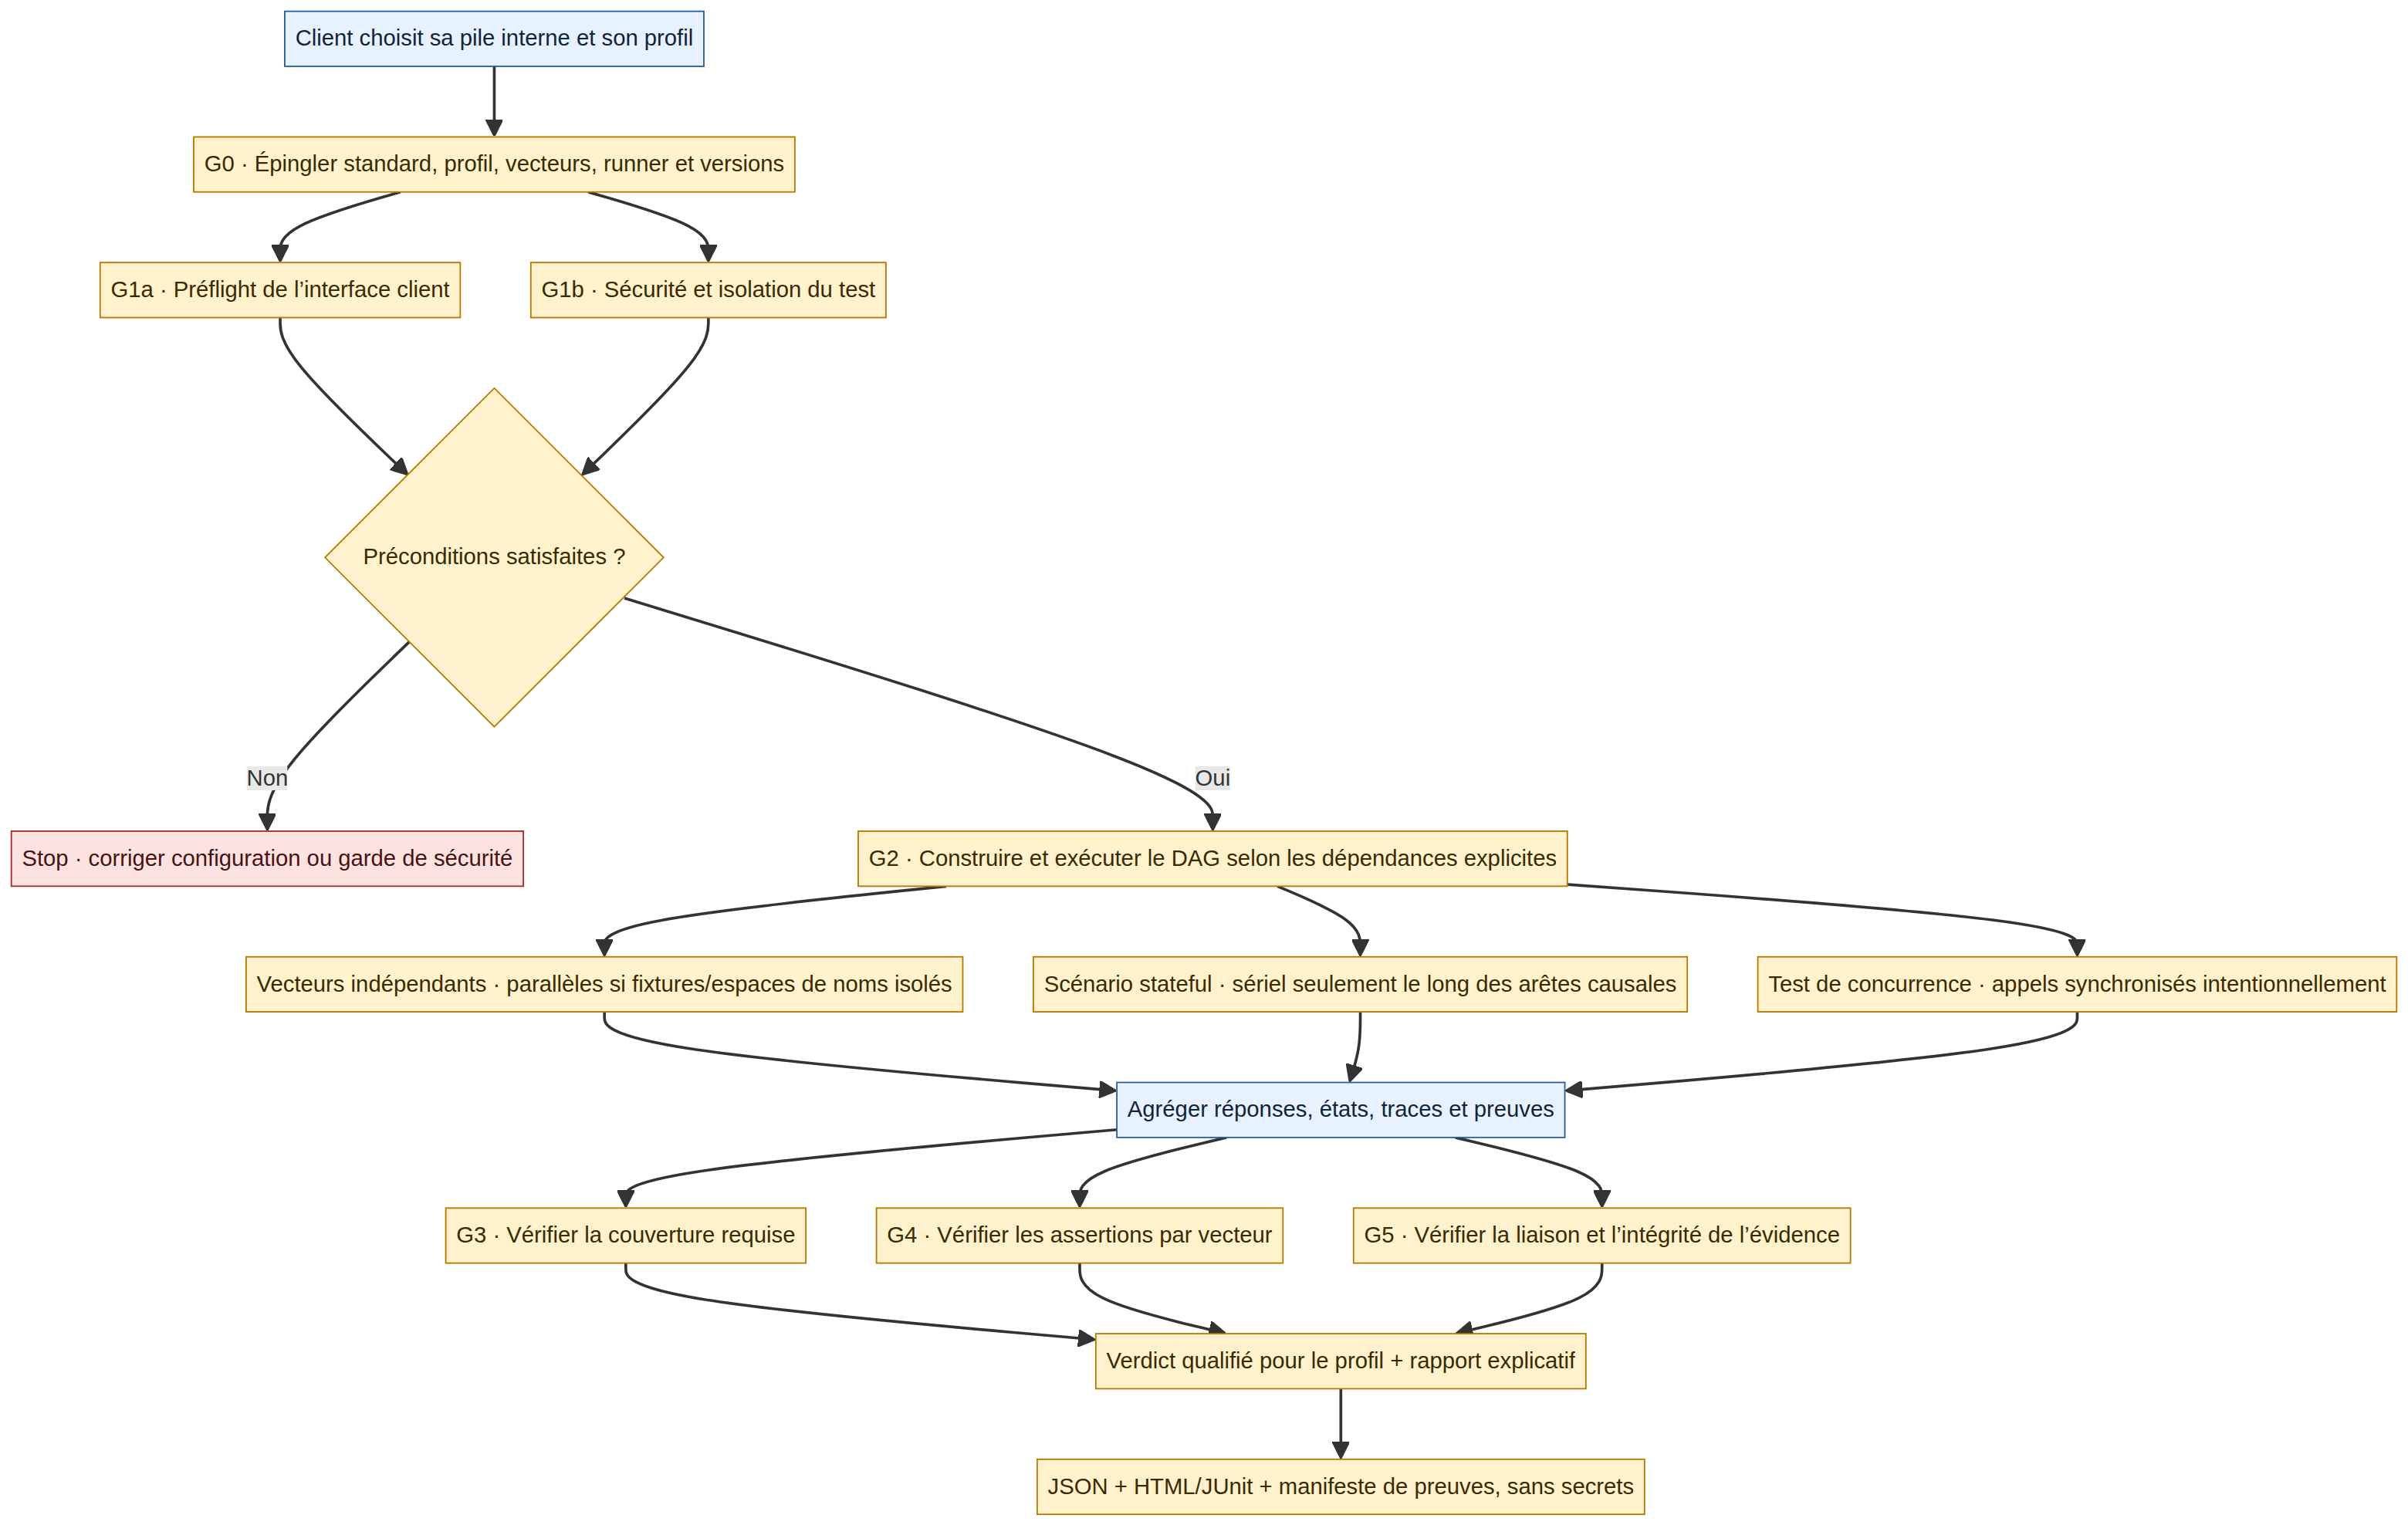 Client choisit sa pile interne et son profil
G0 · Épingler standard, profil, vecteurs, runner et versions
G1a · Préflight de l’interface client
G1b · Sécurité et isolation du test
Préconditions satisfaites ?
Non
Oui
Stop · corriger configuration ou garde de sécurité
G2 · Construire et exécuter le DAG selon les dépendances explicites
Vecteurs indépendants · parallèles si fixtures/espaces de noms isolés
Scénario stateful · sériel seulement le long des arêtes causales
Test de concurrence · appels synchronisés intentionnellement
Agréger réponses, états, traces et preuves
G3 · Vérifier la couverture requise
G4 · Vérifier les assertions par vecteur
G5 · Vérifier la liaison et l’intégrité de l’évidence
Verdict qualifié pour le profil + rapport explicatif
JSON + HTML/JUnit + manifeste de preuves, sans secrets